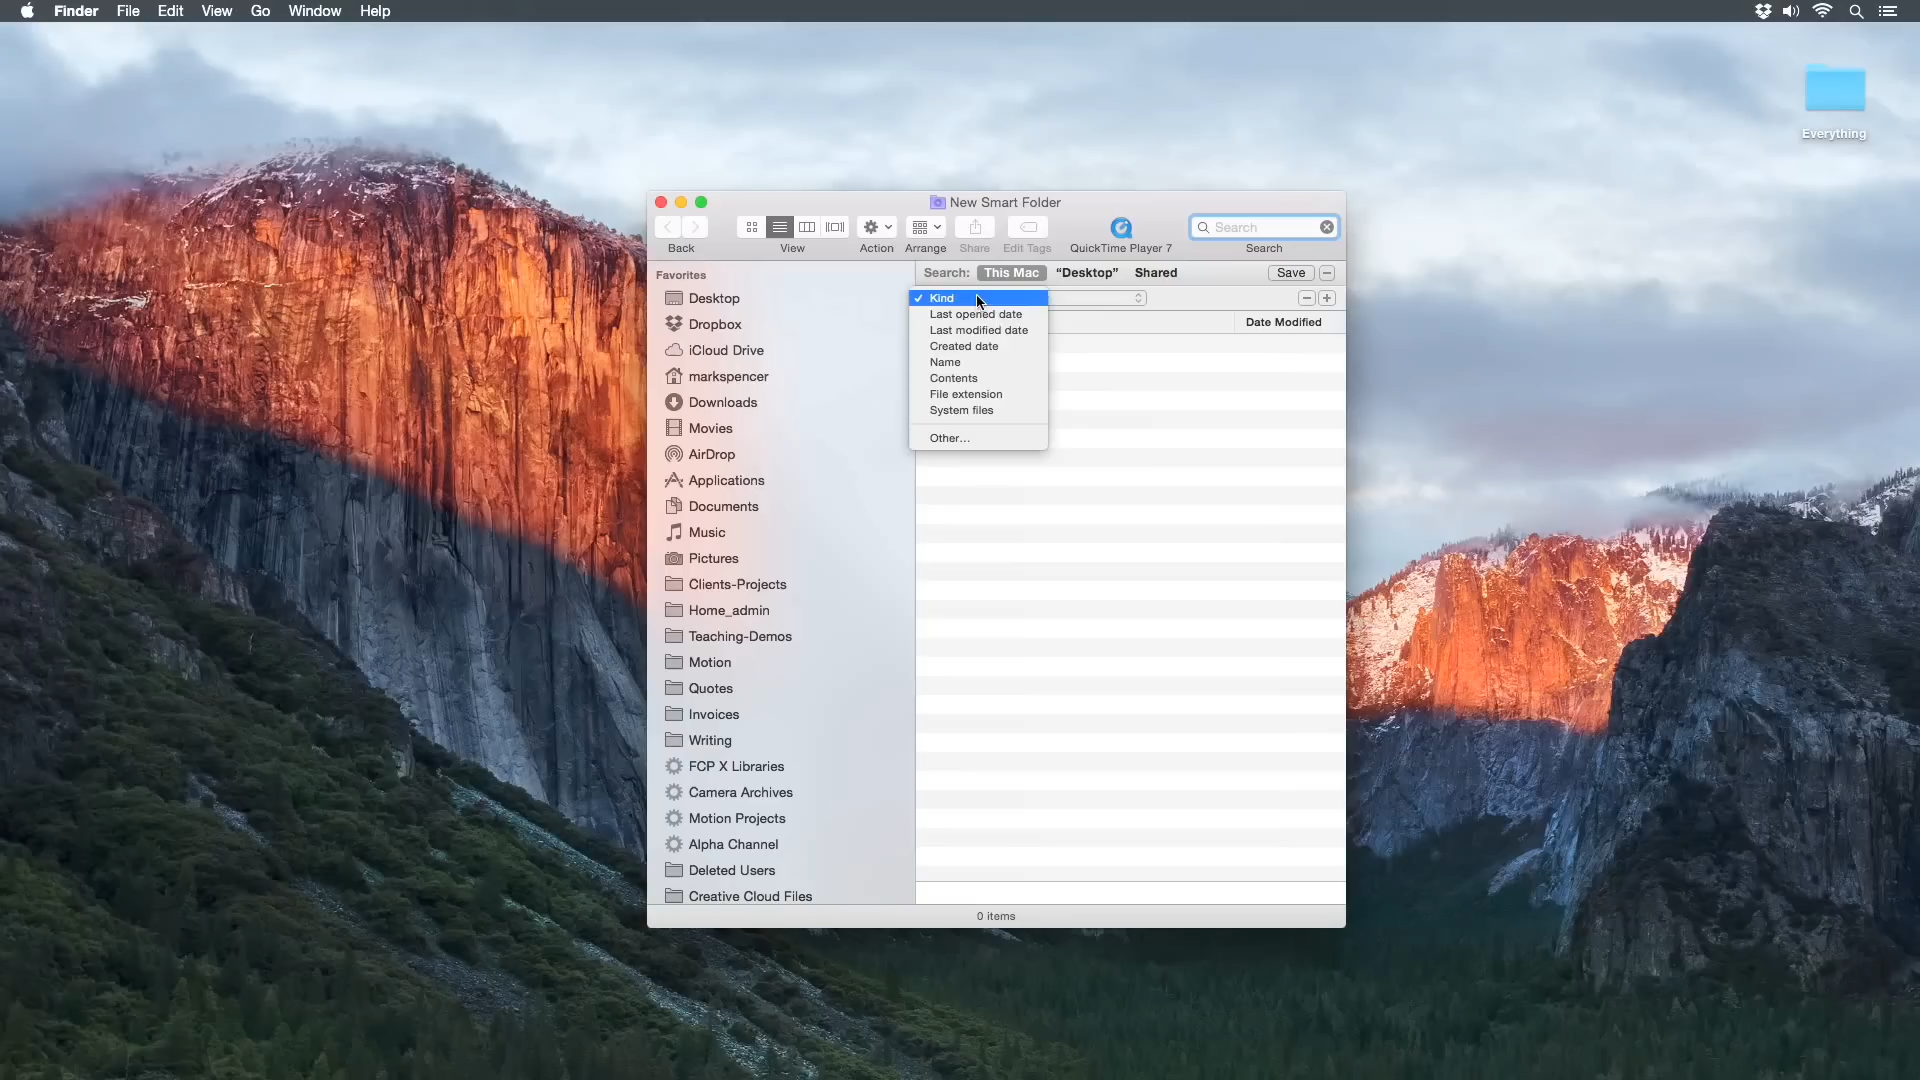 Finder File Edit View Go Window Help
Everything
New Smart Folder
Search
Back View Action Arrange Share Edit Tags QuickTime Player 7 Search
Favorites
Search: This Mac “Desktop” Shared Save
Desktop
Dropbox
iCloud Drive
markspencer
Downloads
Movies
AirDrop
Applications
Documents
Music
Pictures
Clients-Projects
Home_admin
Teaching-Demos
Motion
Quotes
Invoices
Writing
FCP X Libraries
Camera Archives
Motion Projects
Alpha Channel
Deleted Users
Creative Cloud Files
Kind
Last opened date
Last modified date
Created date
Name
Contents
File extension
System files
Other…
Date Modified
0 items